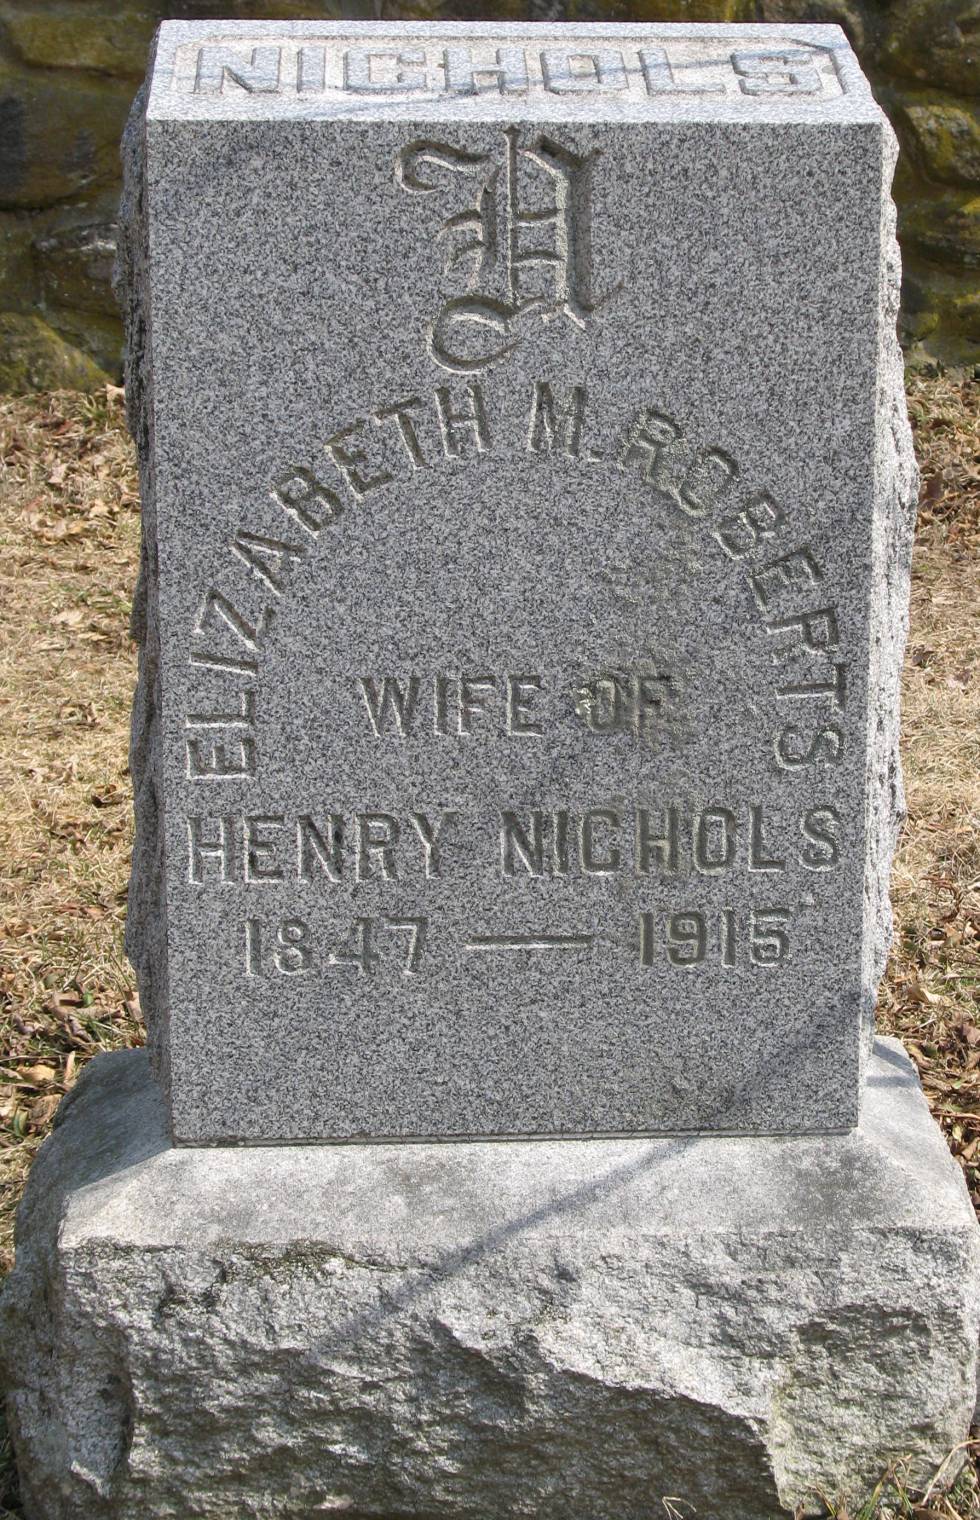 NICHOLS
N
ELIZABETH M. ROBERTS
WIFE OF
HENRY NICHOLS
1847 — 1915